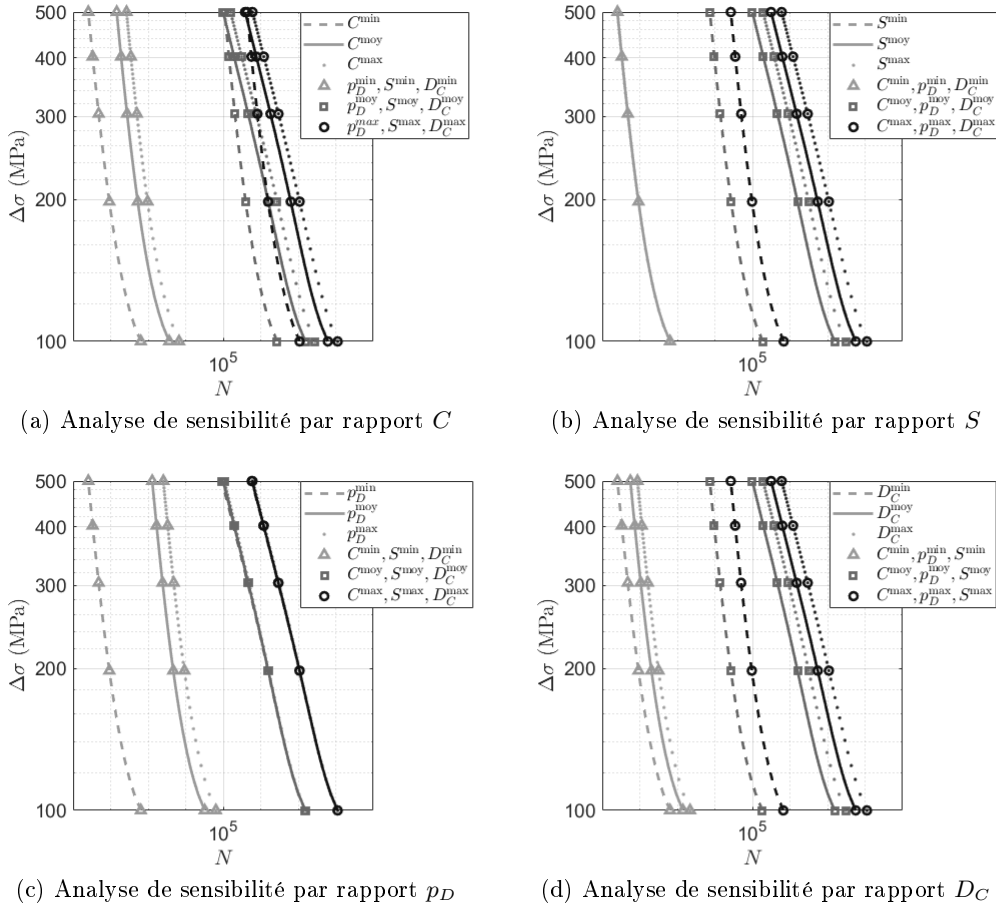 500
400
300
200
100
Δσ (MPa)
10^5
N
C^min
C^moy
C^max
p_D^min, S^min, D_C^min
p_D^moy, S^moy, D_C^moy
p_D^max, S^max, D_C^max
(a) Analyse de sensibilité par rapport C
500
400
300
200
100
Δσ (MPa)
10^5
N
S^min
S^moy
S^max
C^min, p_D^min, D_C^min
C^moy, p_D^moy, D_C^moy
C^max, p_D^max, D_C^max
(b) Analyse de sensibilité par rapport S
500
400
300
200
100
Δσ (MPa)
10^5
N
p_D^min
p_D^moy
p_D^max
C^min, S^min, D_C^min
C^moy, S^moy, D_C^moy
C^max, S^max, D_C^max
(c) Analyse de sensibilité par rapport p_D
500
400
300
200
100
Δσ (MPa)
10^5
N
D_C^min
D_C^moy
D_C^max
C^min, p_D^min, S^min
C^moy, p_D^moy, S^moy
C^max, p_D^max, S^max
(d) Analyse de sensibilité par rapport D_C